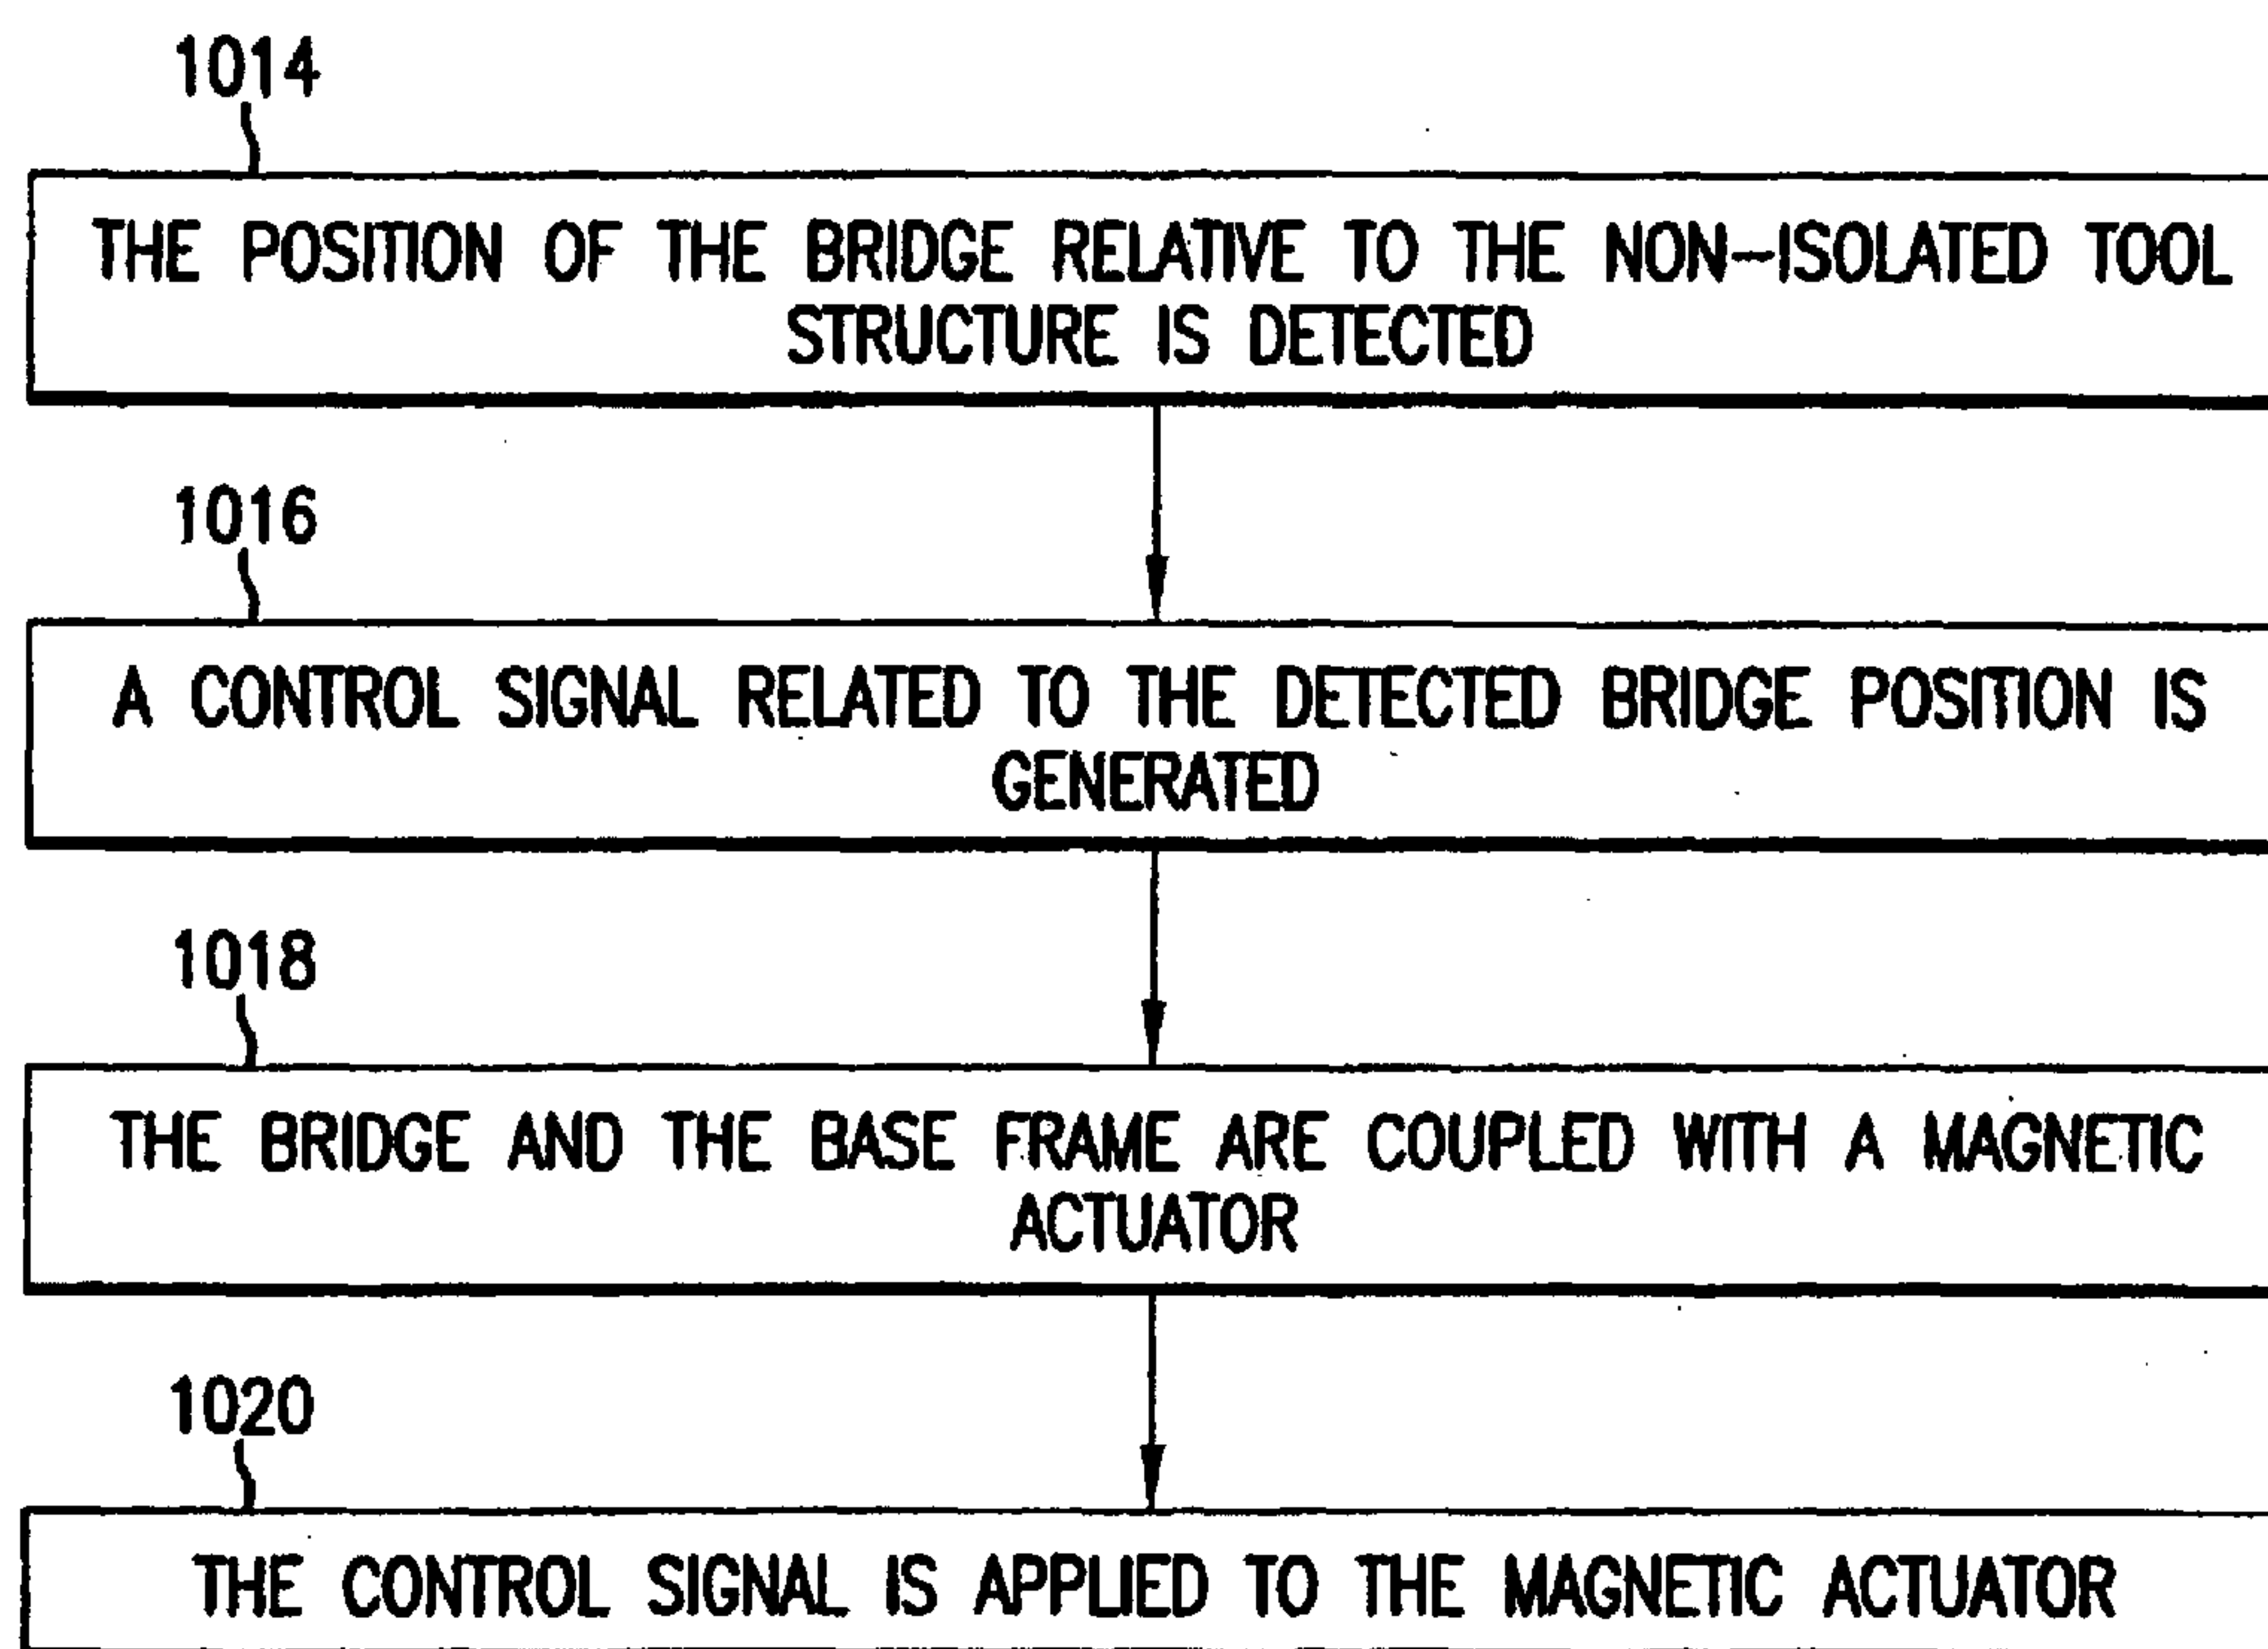 1014
THE POSITION OF THE BRIDGE RELATIVE TO THE NON-ISOLATED TOOL
STRUCTURE IS DETECTED
1016
A CONTROL SIGNAL RELATED TO THE DETECTED BRIDGE POSITION IS
GENERATED
1018
THE BRIDGE AND THE BASE FRAME ARE COUPLED WITH A MAGNETIC
ACTUATOR
1020
THE CONTROL SIGNAL IS APPLIED TO THE MAGNETIC ACTUATOR